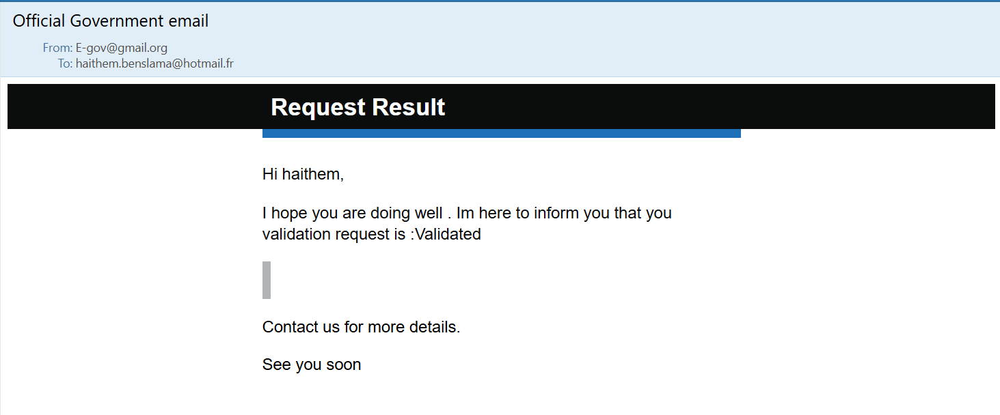 Official Government email
From: E-gov@gmail.org
To: haithem.benslama@hotmail.fr
Request Result
Hi haithem,
I hope you are doing well . Im here to inform you that you
validation request is :Validated
Contact us for more details.
See you soon